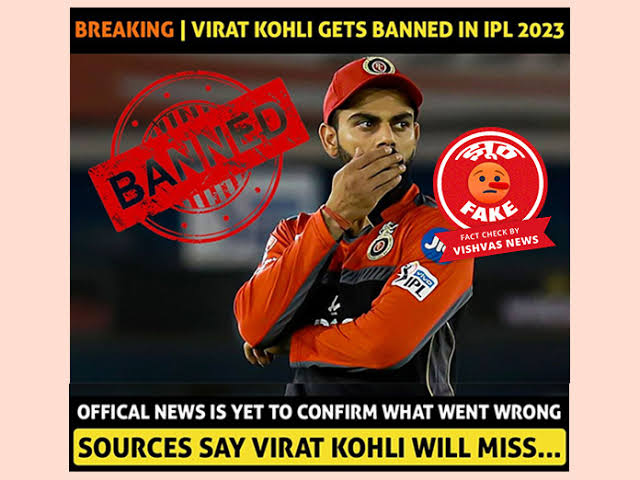 BREAKING | VIRAT KOHLI GETS BANNED IN IPL 2023
BANNED
झूठ
FAKE
FACT CHECK BY
VISHVAS NEWS
IPL
OFFICAL NEWS IS YET TO CONFIRM WHAT WENT WRONG
SOURCES SAY VIRAT KOHLI WILL MISS...